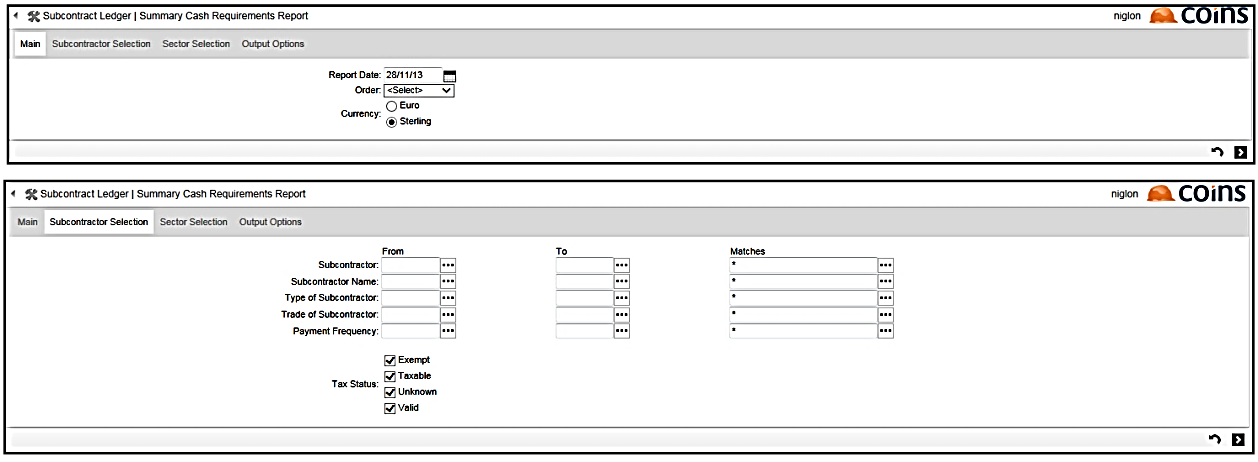 Subcontract Ledger | Summary Cash Requirements Report niglon coins
Main Subcontractor Selection Sector Selection Output Options
Report Date: 28/11/13
Order: <Select>
Currency: Euro
Sterling
Subcontract Ledger | Summary Cash Requirements Report niglon coins
Main Subcontractor Selection Sector Selection Output Options
From To Matches
Subcontractor: *
Subcontractor Name: *
Type of Subcontractor: *
Trade of Subcontractor: *
Payment Frequency: *
Tax Status: Exempt
Taxable
Unknown
Valid